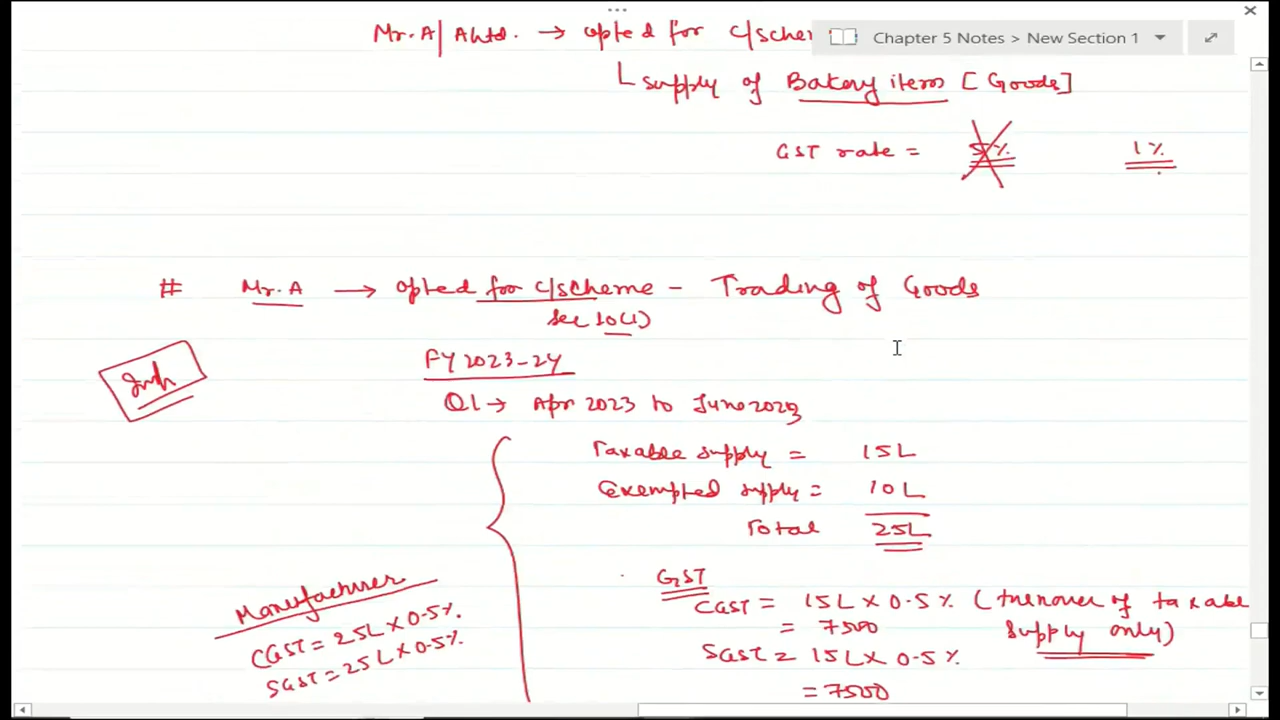 Mr.A| A Ltd. → opted for c/schem
Chapter 5 Notes > New Section 1
supply of Bakery items [Goods]
GST rate = 5% 1%
# Mr.A → opted for c/scheme - Trading of Goods
sec 10(1)
FY 2023-24
Q1 → Apr 2023 to June 2023
Taxable supply = 15L
Exempted supply = 10L
Total 25L
GST
CGST = 15L x 0.5% (turnover of taxable
= 7500 supply only)
SGST = 15L x 0.5%
= 7500
Manufacturer
CGST = 25L x 0.5%
SGST = 25L x 0.5%